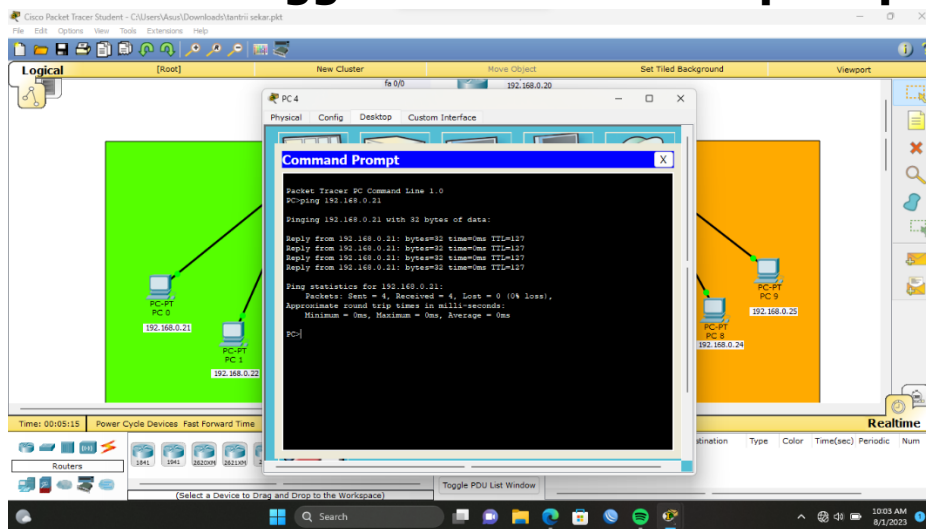 Cisco Packet Tracer Student - C:\Users\Asus\Downloads\tantrii sekar.pkt
File Edit Options View Tools Extensions Help
Logical [Root] New Cluster Move Object Set Tiled Background Viewport
fa 0/0 192.168.0.20
PC 4
Physical Config Desktop Custom Interface
Command Prompt X
Packet Tracer PC Command Line 1.0
PC>ping 192.168.0.21
Pinging 192.168.0.21 with 32 bytes of data:
Reply from 192.168.0.21: bytes=32 time=0ms TTL=127
Reply from 192.168.0.21: bytes=32 time=0ms TTL=127
Reply from 192.168.0.21: bytes=32 time=0ms TTL=127
Reply from 192.168.0.21: bytes=32 time=0ms TTL=127
Ping statistics for 192.168.0.21:
Packets: Sent = 4, Received = 4, Lost = 0 (0% loss),
Approximate round trip times in milli-seconds:
Minimum = 0ms, Maximum = 0ms, Average = 0ms
PC>
PC-PT
PC 0
192.168.0.21
PC-PT
PC 1
192.168.0.22
PC-PT
PC 9
192.168.0.25
PC-PT
PC 8
192.168.0.24
Time: 00:05:15 Power Cycle Devices Fast Forward Time Realtime
Routers
1841 1941 2620XM 2621XM
(Select a Device to Drag and Drop to the Workspace)
Toggle PDU List Window
Type Color Time(sec) Periodic Num
Search
10:03 AM
8/1/2023